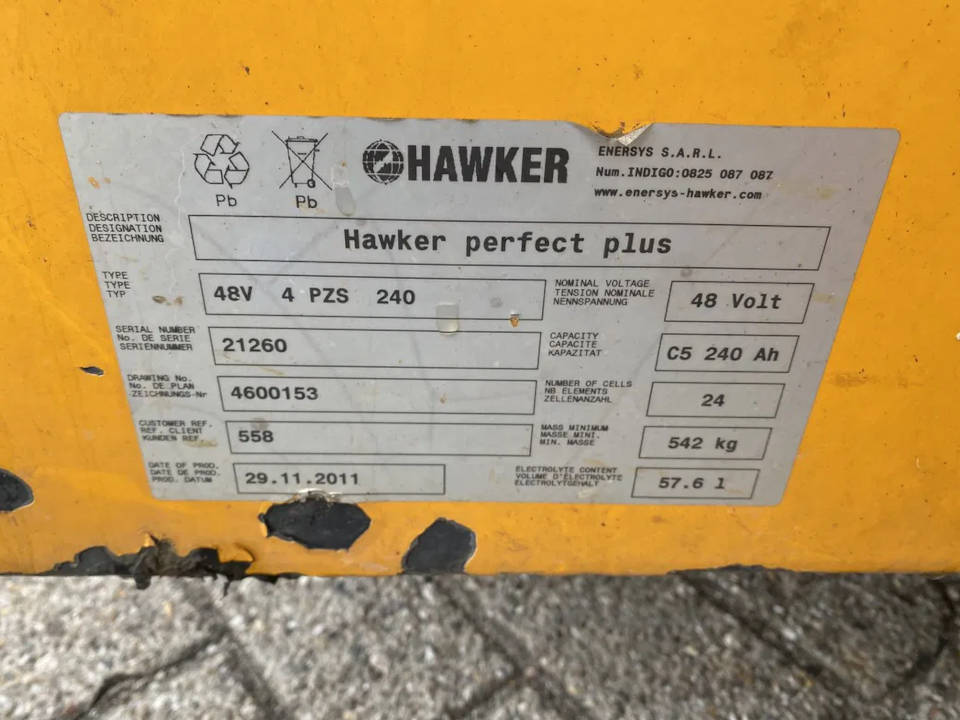 Pb
Pb
HAWKER
ENERSYS S.A.R.L.
Num.INDIGO:0825 087 087
www.enersys-hawker.com
DESCRIPTION
DESIGNATION
BEZEICHNUNG
Hawker perfect plus
TYPE
TYPE
TYP
48V 4 PZS 240
NOMINAL VOLTAGE
TENSION NOMINALE
NENNSPANNUNG
48 Volt
SERIAL NUMBER
No. DE SERIE
SERIENNUMMER
21260
CAPACITY
CAPACITE
KAPAZITAT
C5 240 Ah
DRAWING No.
No. DE PLAN
-ZEICHNUNGS-Nr
4600153
NUMBER OF CELLS
NB ELEMENTS
ZELLENANZAHL
24
CUSTOMER REF.
REF. CLIENT
KUNDEN REF.
558
MASS MINIMUM
MASSE MINI.
MIN. MASSE
542 kg
DATE OF PROD.
DATE DE PROD.
PROD. DATUM
29.11.2011
ELECTROLYTE CONTENT
VOLUME D'ELECTROLYTE
ELECTROLYTGEHALT
57.6 l